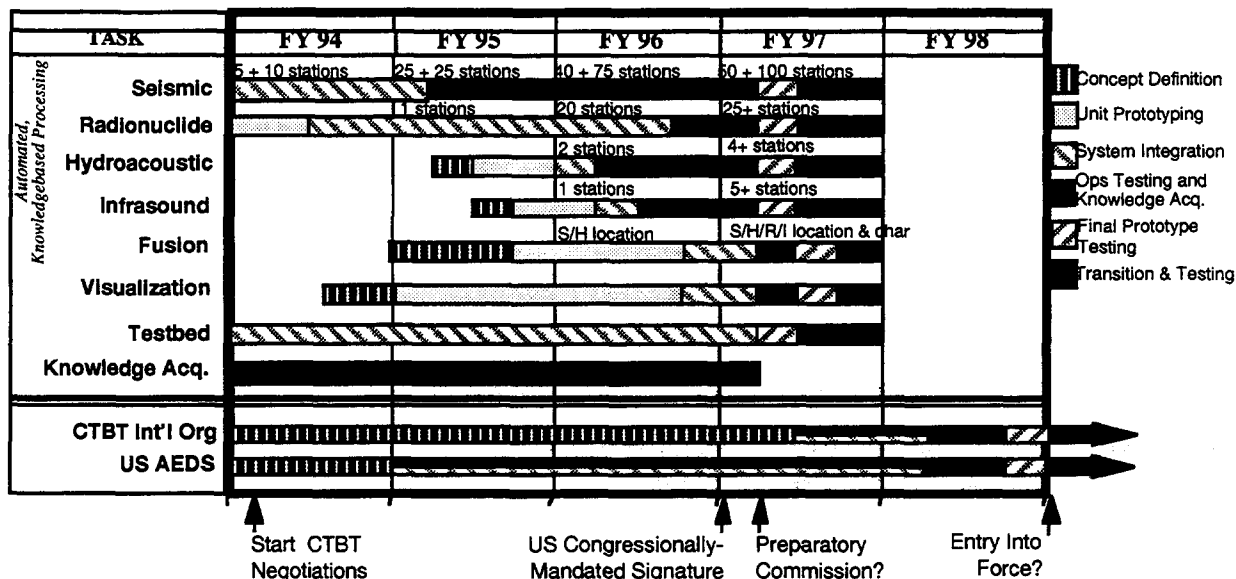 TASK FY 94 FY 95 FY 96 FY 97 FY 98
Automated,
Knowledgebased Processing
5 + 10 stations 25 + 25 stations 40 + 75 stations 50 + 100 stations
Seismic
1 stations 20 stations 25+ stations
Radionuclide
2 stations 4+ stations
Hydroacoustic
1 stations 5+ stations
Infrasound
S/H location S/H/R/I location & char
Fusion
Visualization
Testbed
Knowledge Acq.
CTBT Int'l Org
US AEDS
Concept Definition
Unit Prototyping
System Integration
Ops Testing and
Knowledge Acq.
Final Prototype
Testing
Transition & Testing
Start CTBT
Negotiations
US Congressionally-
Mandated Signature
Preparatory
Commission?
Entry Into
Force?